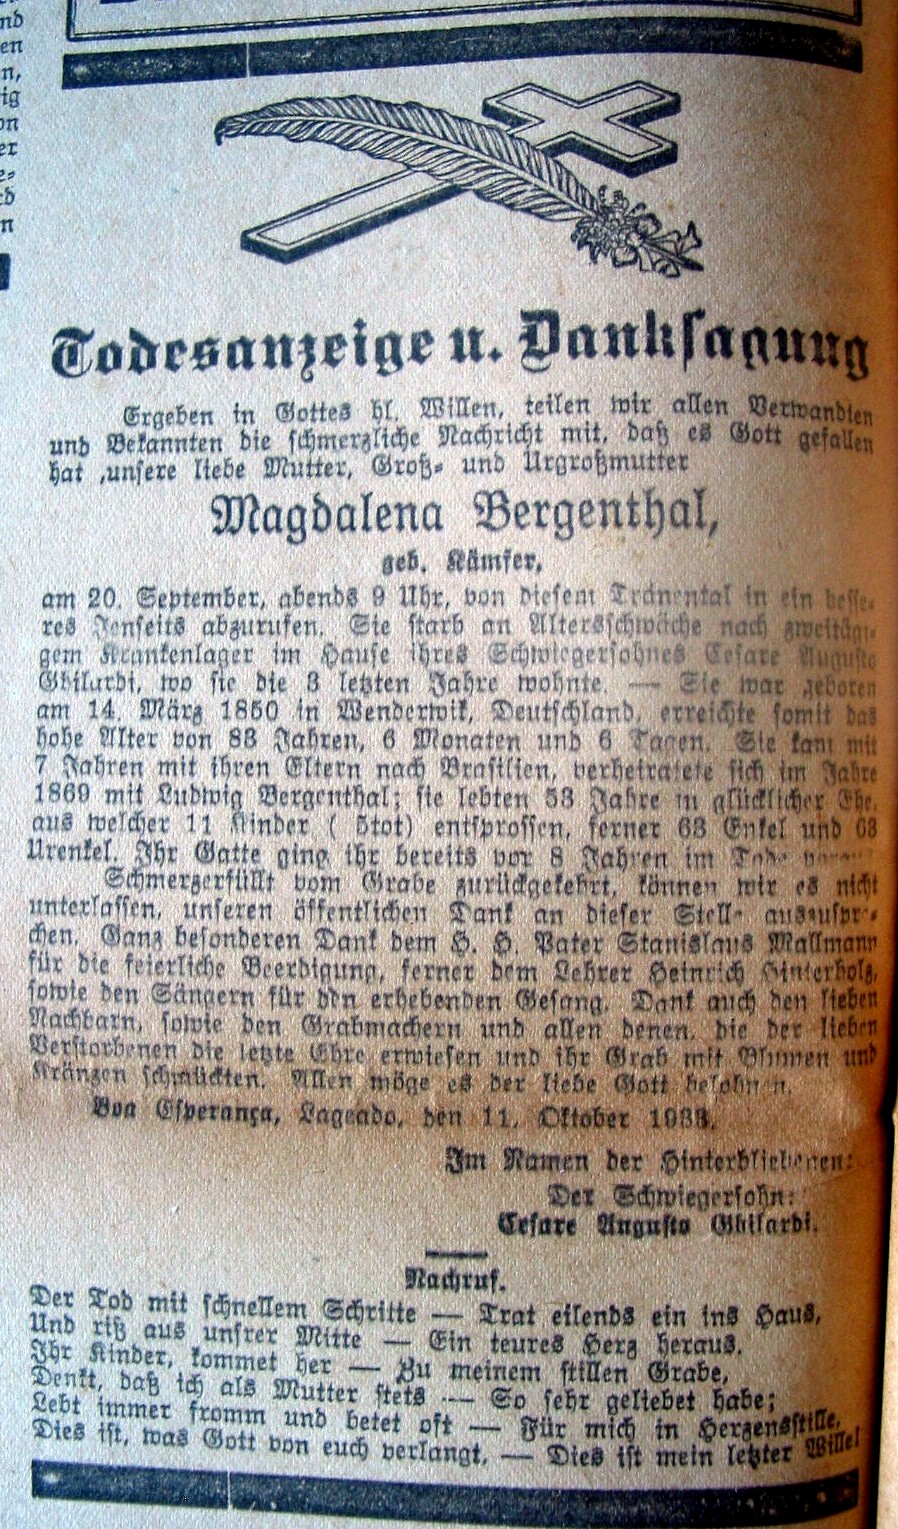 nd
en
n,
ig
on
er
e-
ed
n
Todesanzeige u. Danksagung
Ergeben in Gottes hl. Willen, teilen wir allen Verwandten
und Bekannten die schmerzliche Nachricht mit, daß es Gott gefallen
hat ,unsere liebe Mutter, Groß- und Urgroßmutter
Magdalena Bergenthal,
geb. Kämfer,
am 20. September, abends 9 Uhr, von diesem Tränental in ein besse-
res Jenseits abzurufen. Sie starb an Altersschwäche nach zweitägi-
gem Krankenlager im Hause ihres Schwiegersohnes Cesare Augusto
Ghilardi, wo sie die 3 letzten Jahre wohnte. — Sie war geboren
am 14. März 1850 in Wenderwik, Deutschland, erreichte somit das
hohe Alter von 83 Jahren, 6 Monaten und 6 Tagen. Sie kam mit
7 Jahren mit ihren Eltern nach Brasilien, verheiratete sich im Jahre
1869 mit Ludwig Bergenthal; sie lebten 53 Jahre in glücklicher Ehe,
aus welcher 11 Kinder ( 5tot) entsprossen, ferner 63 Enkel und 63
Urenkel. Ihr Gatte ging ihr bereits vor 8 Jahren im Tode
Schmerzerfüllt vom Grabe zurückgekehrt, können wir es nicht
unterlassen, unseren öffentlichen Dank an dieser Stelle auszuspre-
chen. Ganz besonderen Dank dem H. H. Pater Stanislaus Mallmann
für die feierliche Beerdigung, ferner dem Lehrer Heinrich Hinterholz,
sowie den Sängern für ddn erhebenden Gesang. Dank auch den lieben
Nachbarn, sowie den Grabmachern und allen denen, die der lieben
Verstorbenen die letzte Ehre erwiesen und ihr Grab mit Blumen und
Kränzen schmückten. Allen möge es der liebe Gott belohnen.
Boa Esperança, Lageado, den 11. Oktober 1933.
Im Namen der Hinterbliebenen:
Der Schwiegersohn:
Cesare Augusto Ghilardi.
Nachruf.
Der Tod mit schnellem Schritte — Trat eilends ein ins Haus,
Und riß aus unsrer Mitte — Ein teures Herz heraus.
Ihr Kinder, kommet her — Zu meinem stillen Grabe,
Denkt, daß ich als Mutter stets — So sehr geliebet habe;
Lebt immer fromm und betet oft — Für mich in Herzensstille,
Dies ist, was Gott von euch verlangt, — Dies ist mein letzter Wille!